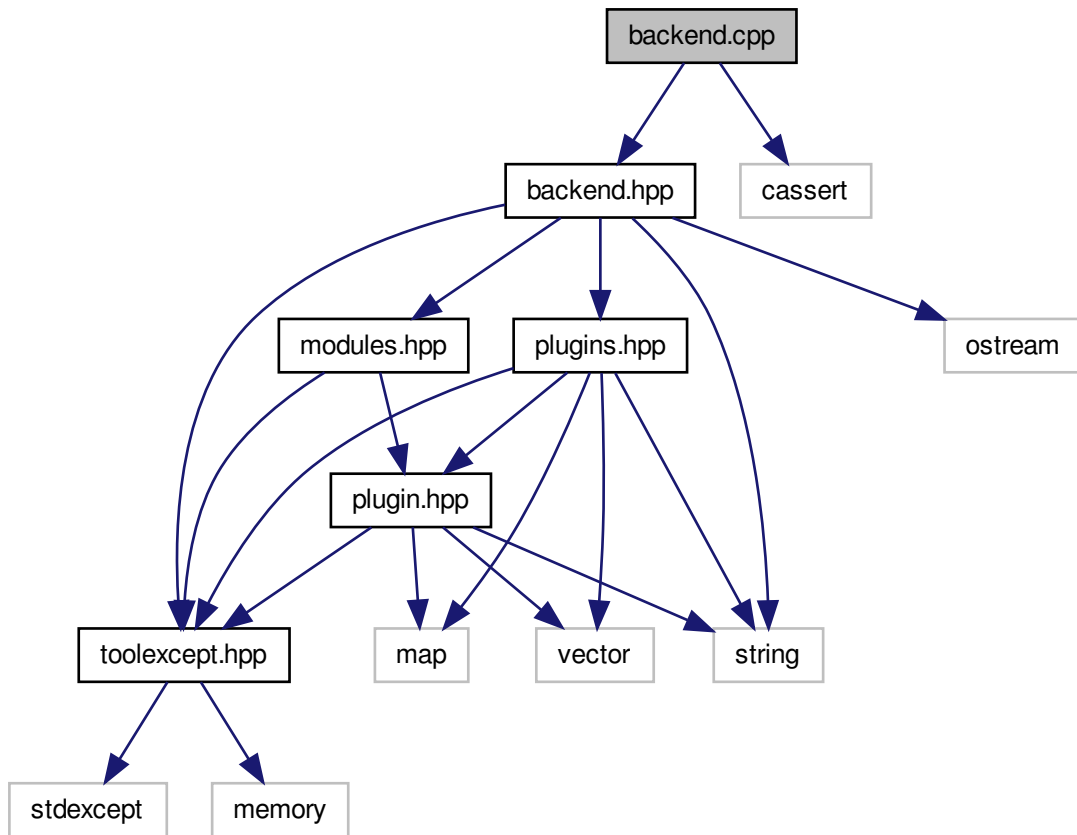 backend.cpp
backend.hpp
cassert
modules.hpp
plugins.hpp
ostream
plugin.hpp
toolexcept.hpp
map
vector
string
stdexcept
memory